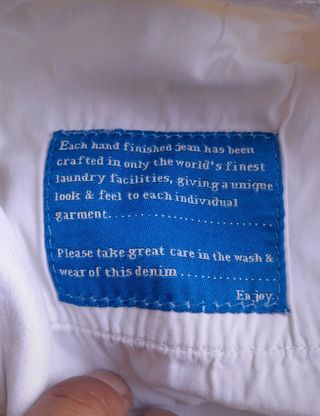 Each hand finished jean has been
crafted in only the world's finest
laundry facilities, giving a unique
look & feel to each individual
garment......................
Please take great care in the wash &
wear of this denim.............
Enjoy.